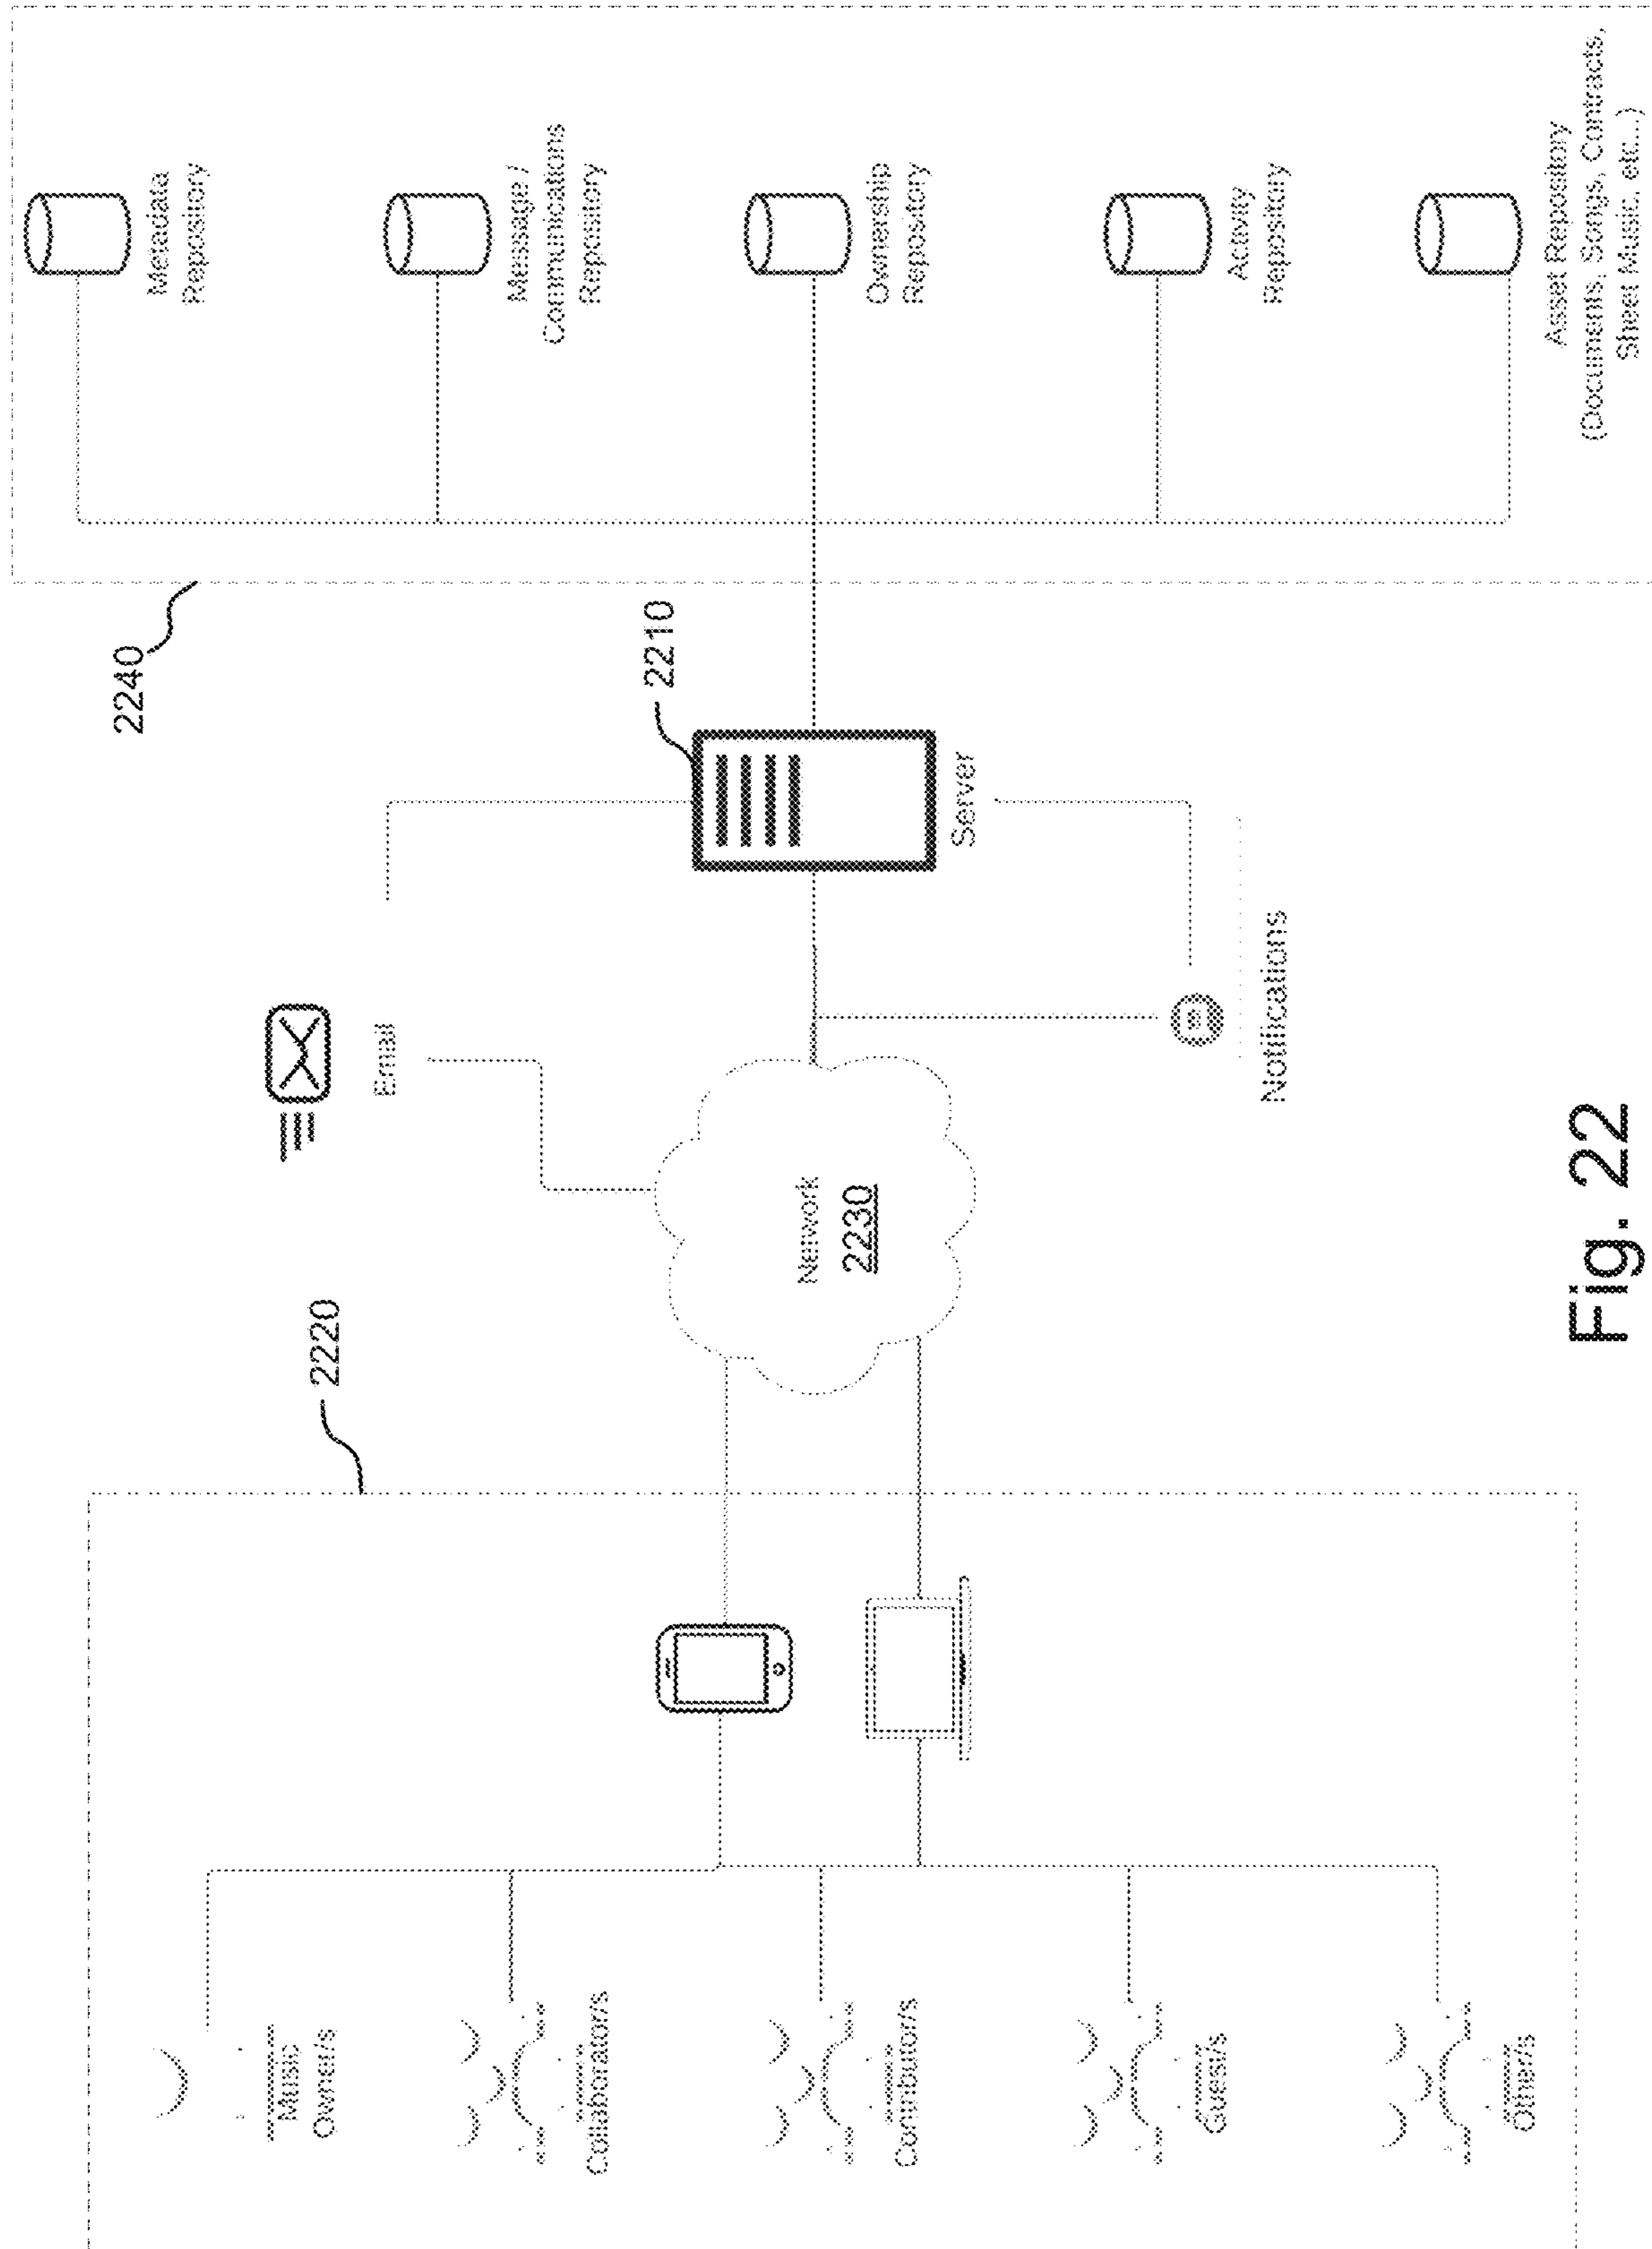 2220
Music
Owner/s
Collaborator/s
Contributor/s
Guest/s
Other/s
Email
Network
2230
Notifications
2210
Server
2240
Metadata
Repository
Message /
Communications
Repository
Ownership
Repository
Activity
Repository
Asset Repository
(Documents, Songs, Contracts,
Sheet Music, etc...)
Fig. 22